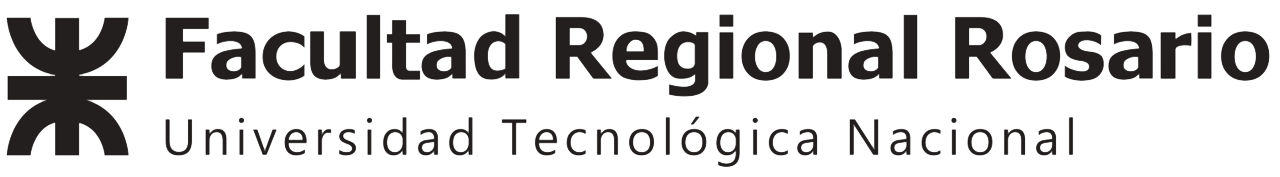 Facultad Regional Rosario
Universidad Tecnológica Nacional